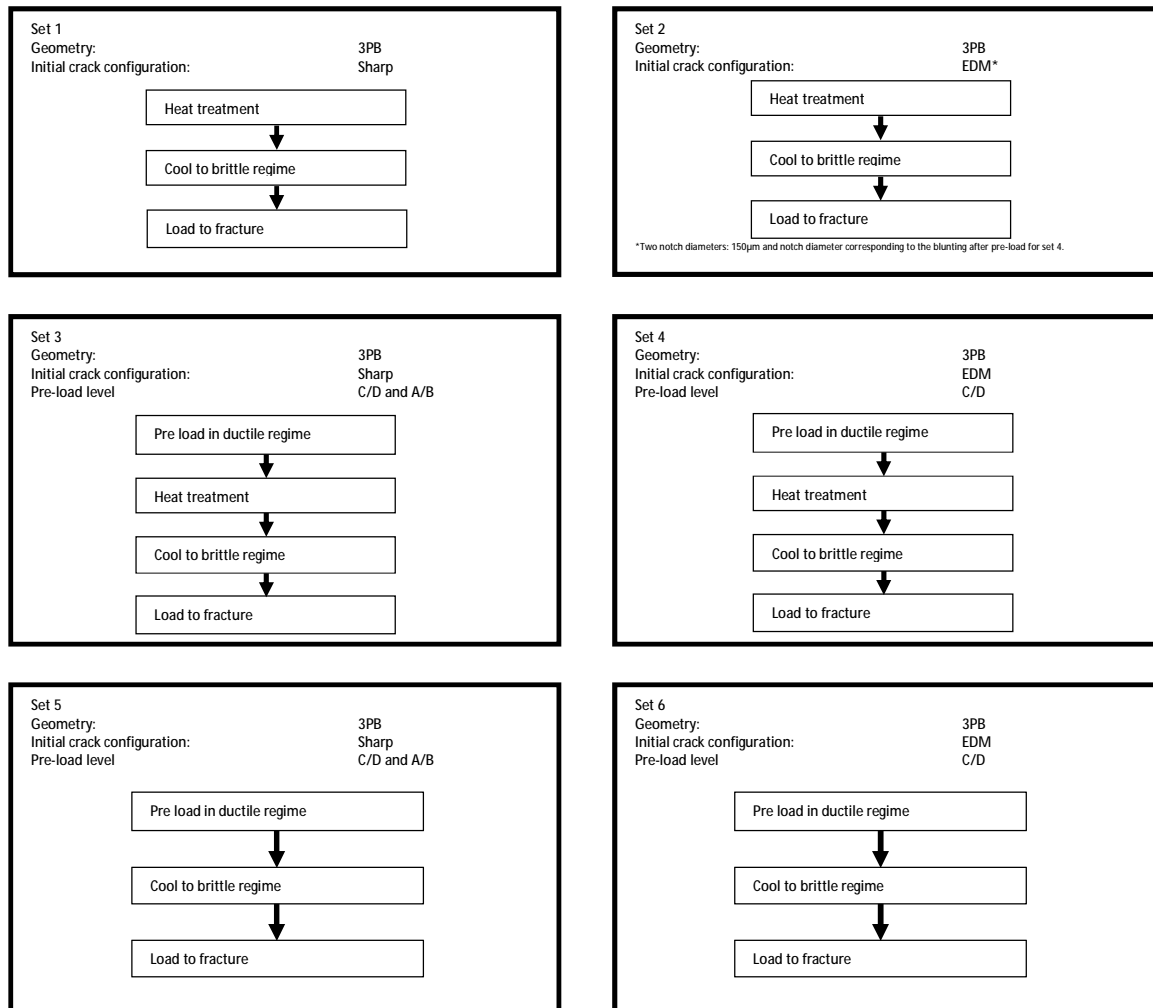 Set 1
Geometry: 3PB
Initial crack configuration: Sharp
Heat treatment
Cool to brittle regime
Load to fracture
Set 2
Geometry: 3PB
Initial crack configuration: EDM*
Heat treatment
Cool to brittle regime
Load to fracture
*Two notch diameters: 150µm and notch diameter corresponding to the blunting after pre-load for set 4.
Set 3
Geometry: 3PB
Initial crack configuration: Sharp
Pre-load level C/D and A/B
Pre load in ductile regime
Heat treatment
Cool to brittle regime
Load to fracture
Set 4
Geometry: 3PB
Initial crack configuration: EDM
Pre-load level C/D
Pre load in ductile regime
Heat treatment
Cool to brittle regime
Load to fracture
Set 5
Geometry: 3PB
Initial crack configuration: Sharp
Pre-load level C/D and A/B
Pre load in ductile regime
Cool to brittle regime
Load to fracture
Set 6
Geometry: 3PB
Initial crack configuration: EDM
Pre-load level C/D
Pre load in ductile regime
Cool to brittle regime
Load to fracture